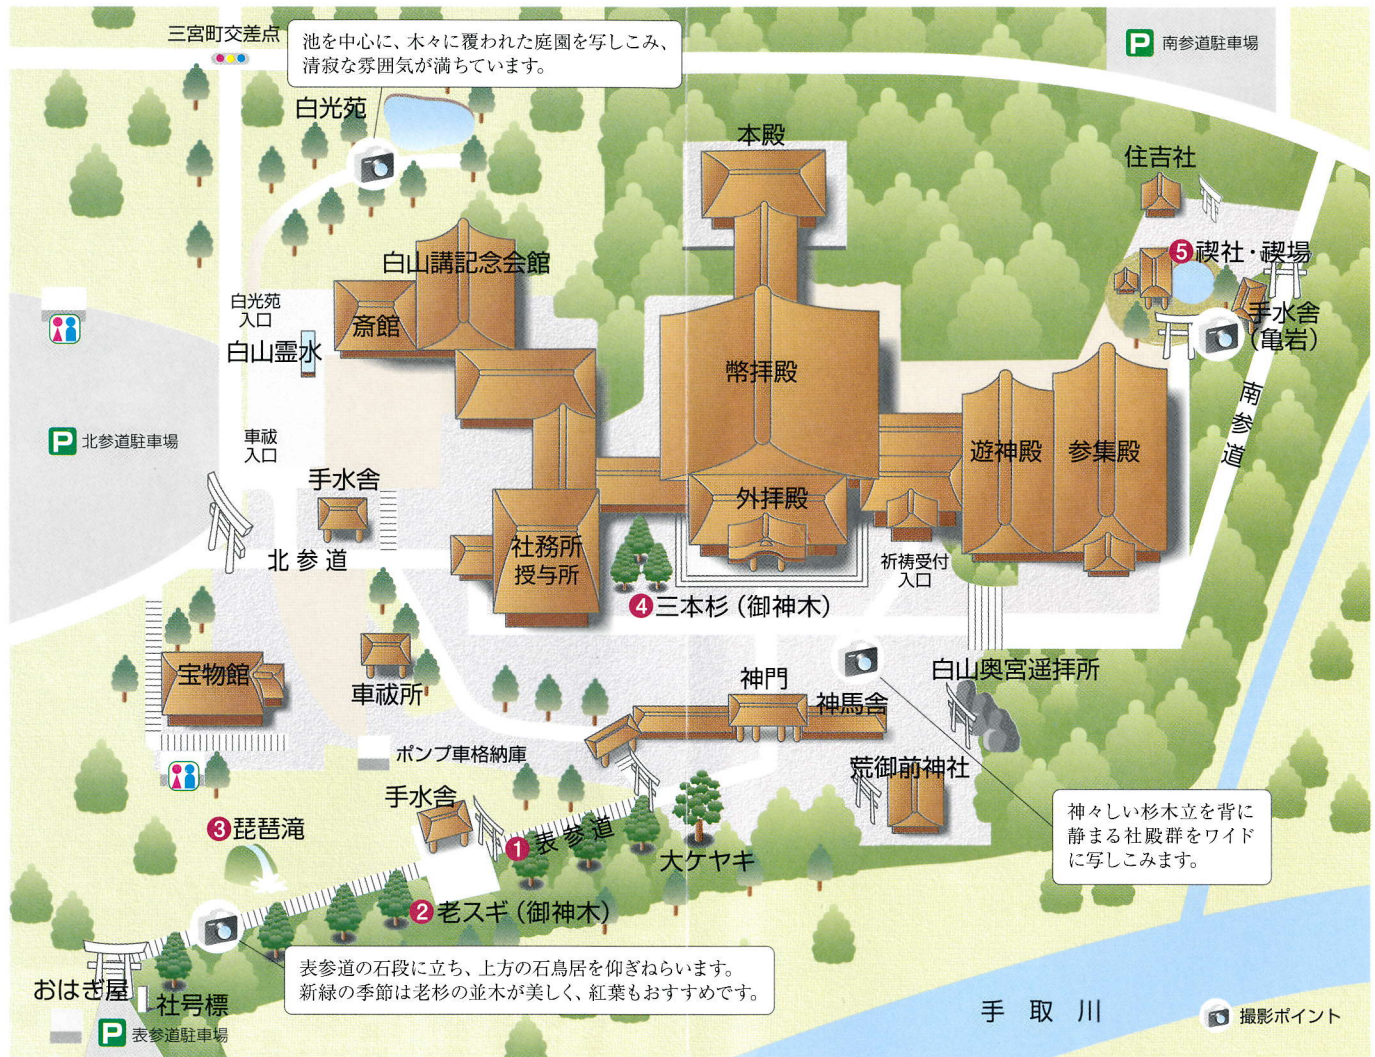 三宮町交差点
池を中心に、木々に覆われた庭園を写しこみ、
清寂な雰囲気が満ちています。
P 南参道駐車場
白光苑
本殿
住吉社
白山講記念会館
斎館
5 禊社・禊場
白光苑
入口
白山霊水
手水舎
(亀岩)
幣拝殿
南参道
P 北参道駐車場
車祓
入口
手水舎
遊神殿
参集殿
外拝殿
北参道
社務所
授与所
祈祷受付
入口
4 三本杉(御神木)
宝物館
車祓所
神門
神馬舎
白山奥宮遥拝所
ポンプ車格納庫
荒御前神社
手水舎
3 琵琶滝
1 表参道
大ケヤキ
神々しい杉木立を背に
静まる社殿群をワイド
に写しこみます。
2 老スギ(御神木)
表参道の石段に立ち、上方の石鳥居を仰ぎねらいます。
新緑の季節は老杉の並木が美しく、紅葉もおすすめです。
おはぎ屋
社号標
P 表参道駐車場
手取川
撮影ポイント